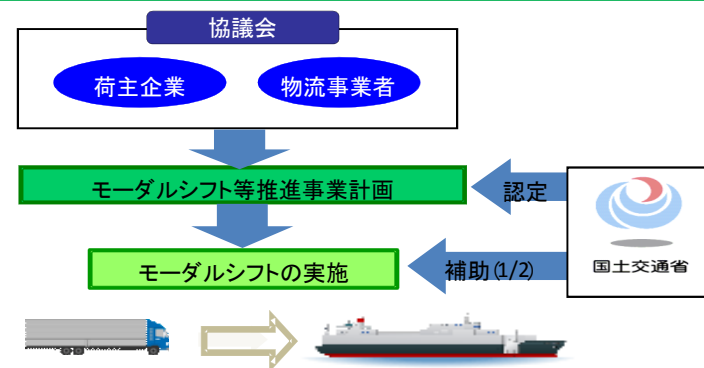 協議会
荷主企業
物流事業者
モーダルシフト等推進事業計画
認定
モーダルシフトの実施
補助(1/2)
国土交通省